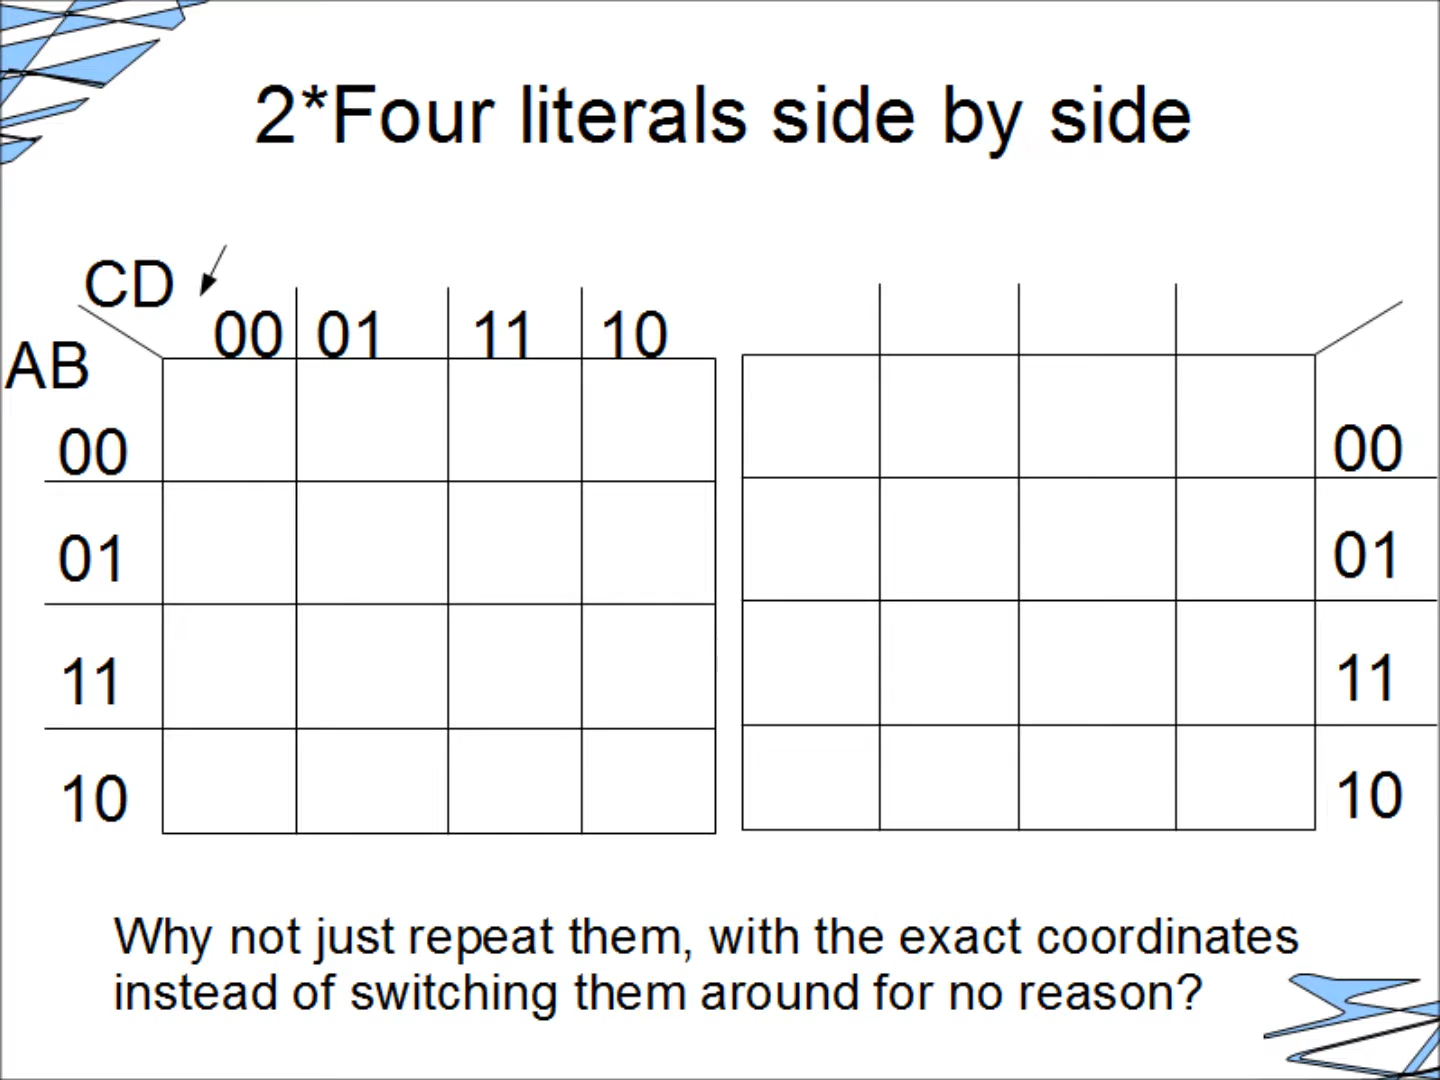 2*Four literals side by side
CD
00 01 11 10
AB
00 00
01 01
11 11
10 10
Why not just repeat them, with the exact coordinates
instead of switching them around for no reason?